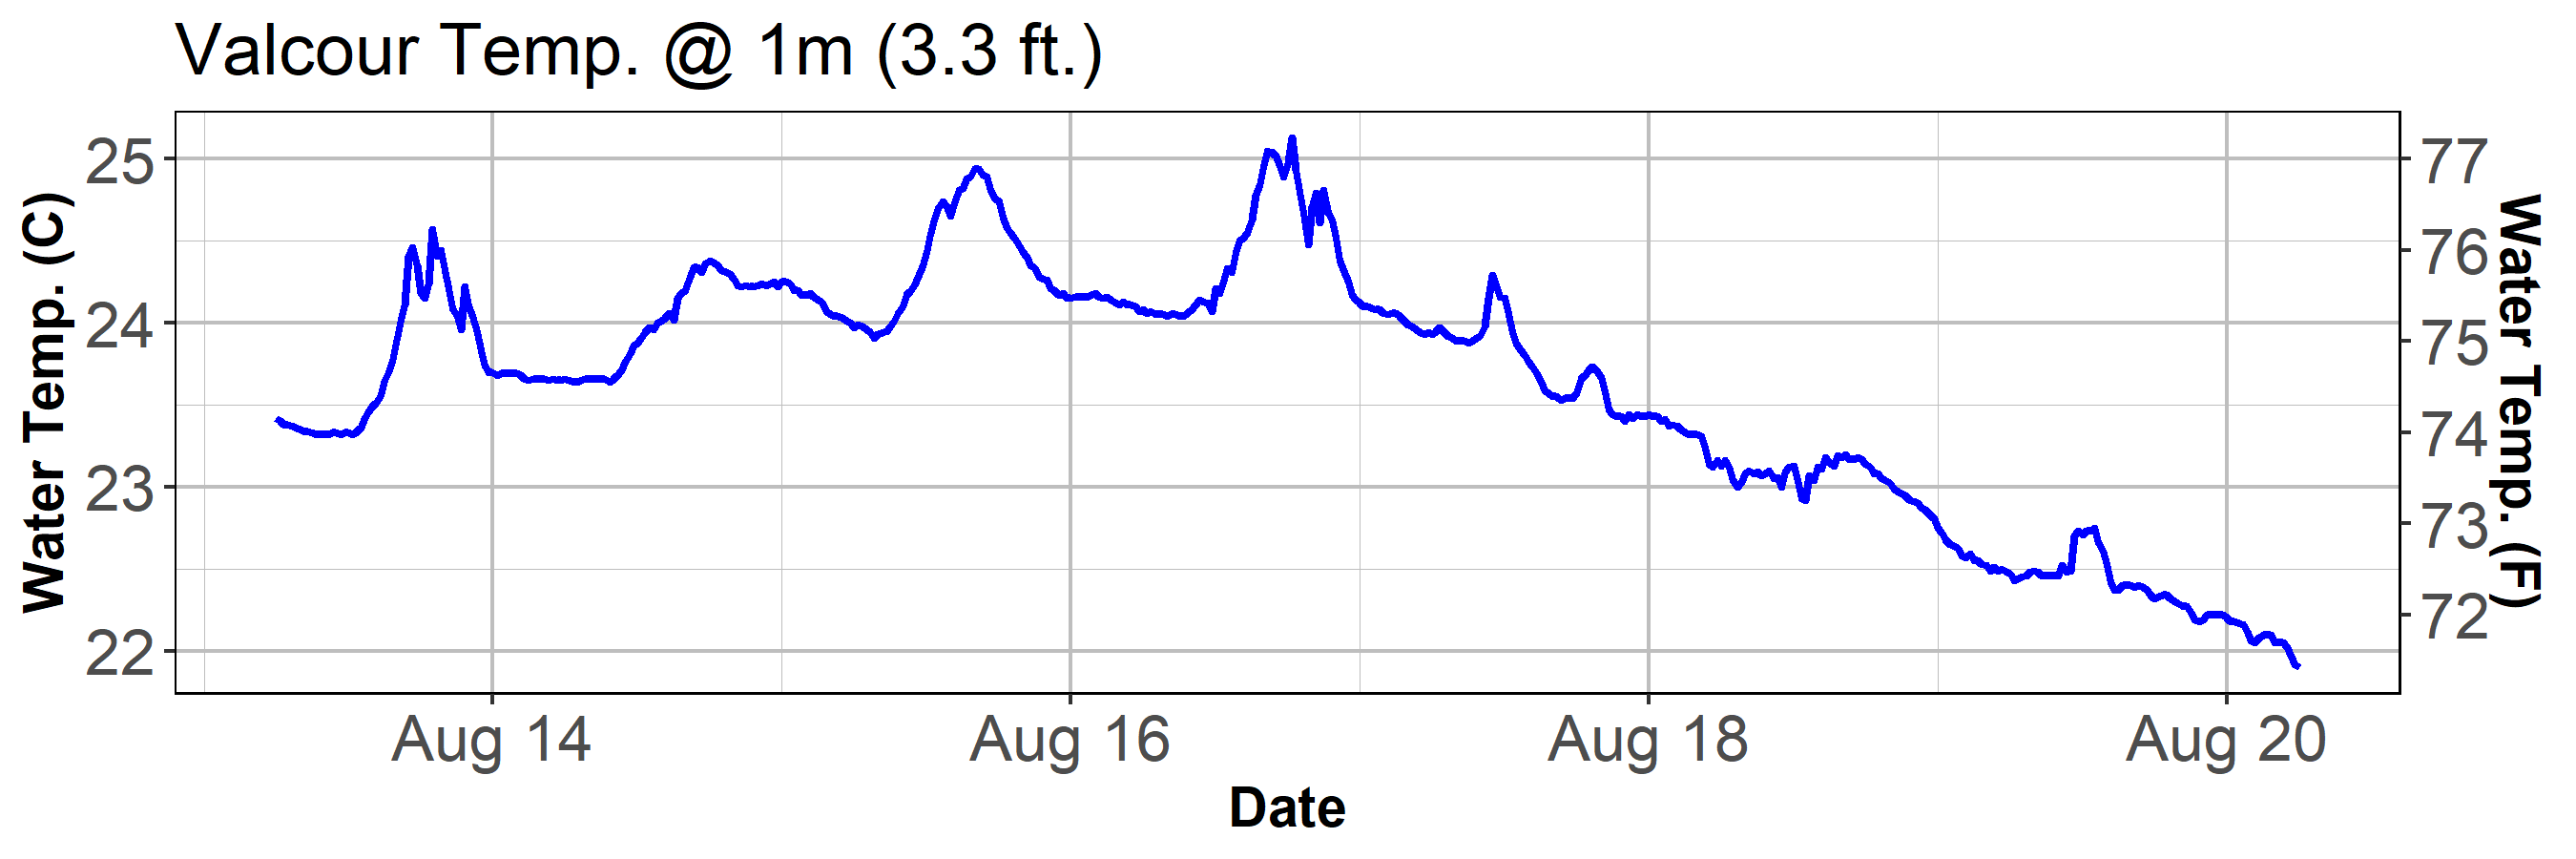 Valcour Temp. @ 1m (3.3 ft.)
Water Temp. (C)
25
24
23
22
77
76
75
74
73
72
Water Temp. (F)
Aug 14 Aug 16 Aug 18 Aug 20
Date